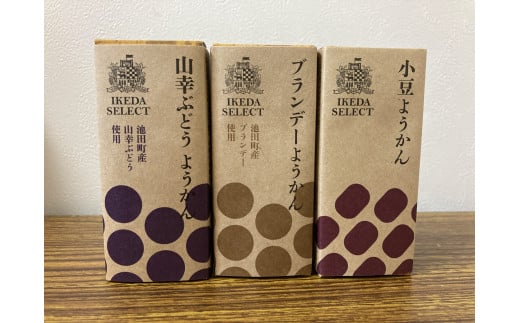 山幸ぶどう ようかん
IKEDA
SELECT
池田町産
山幸ぶどう
使用
ブランデーようかん
IKEDA
SELECT
池田町産
ブランデー
使用
小豆ようかん
IKEDA
SELECT